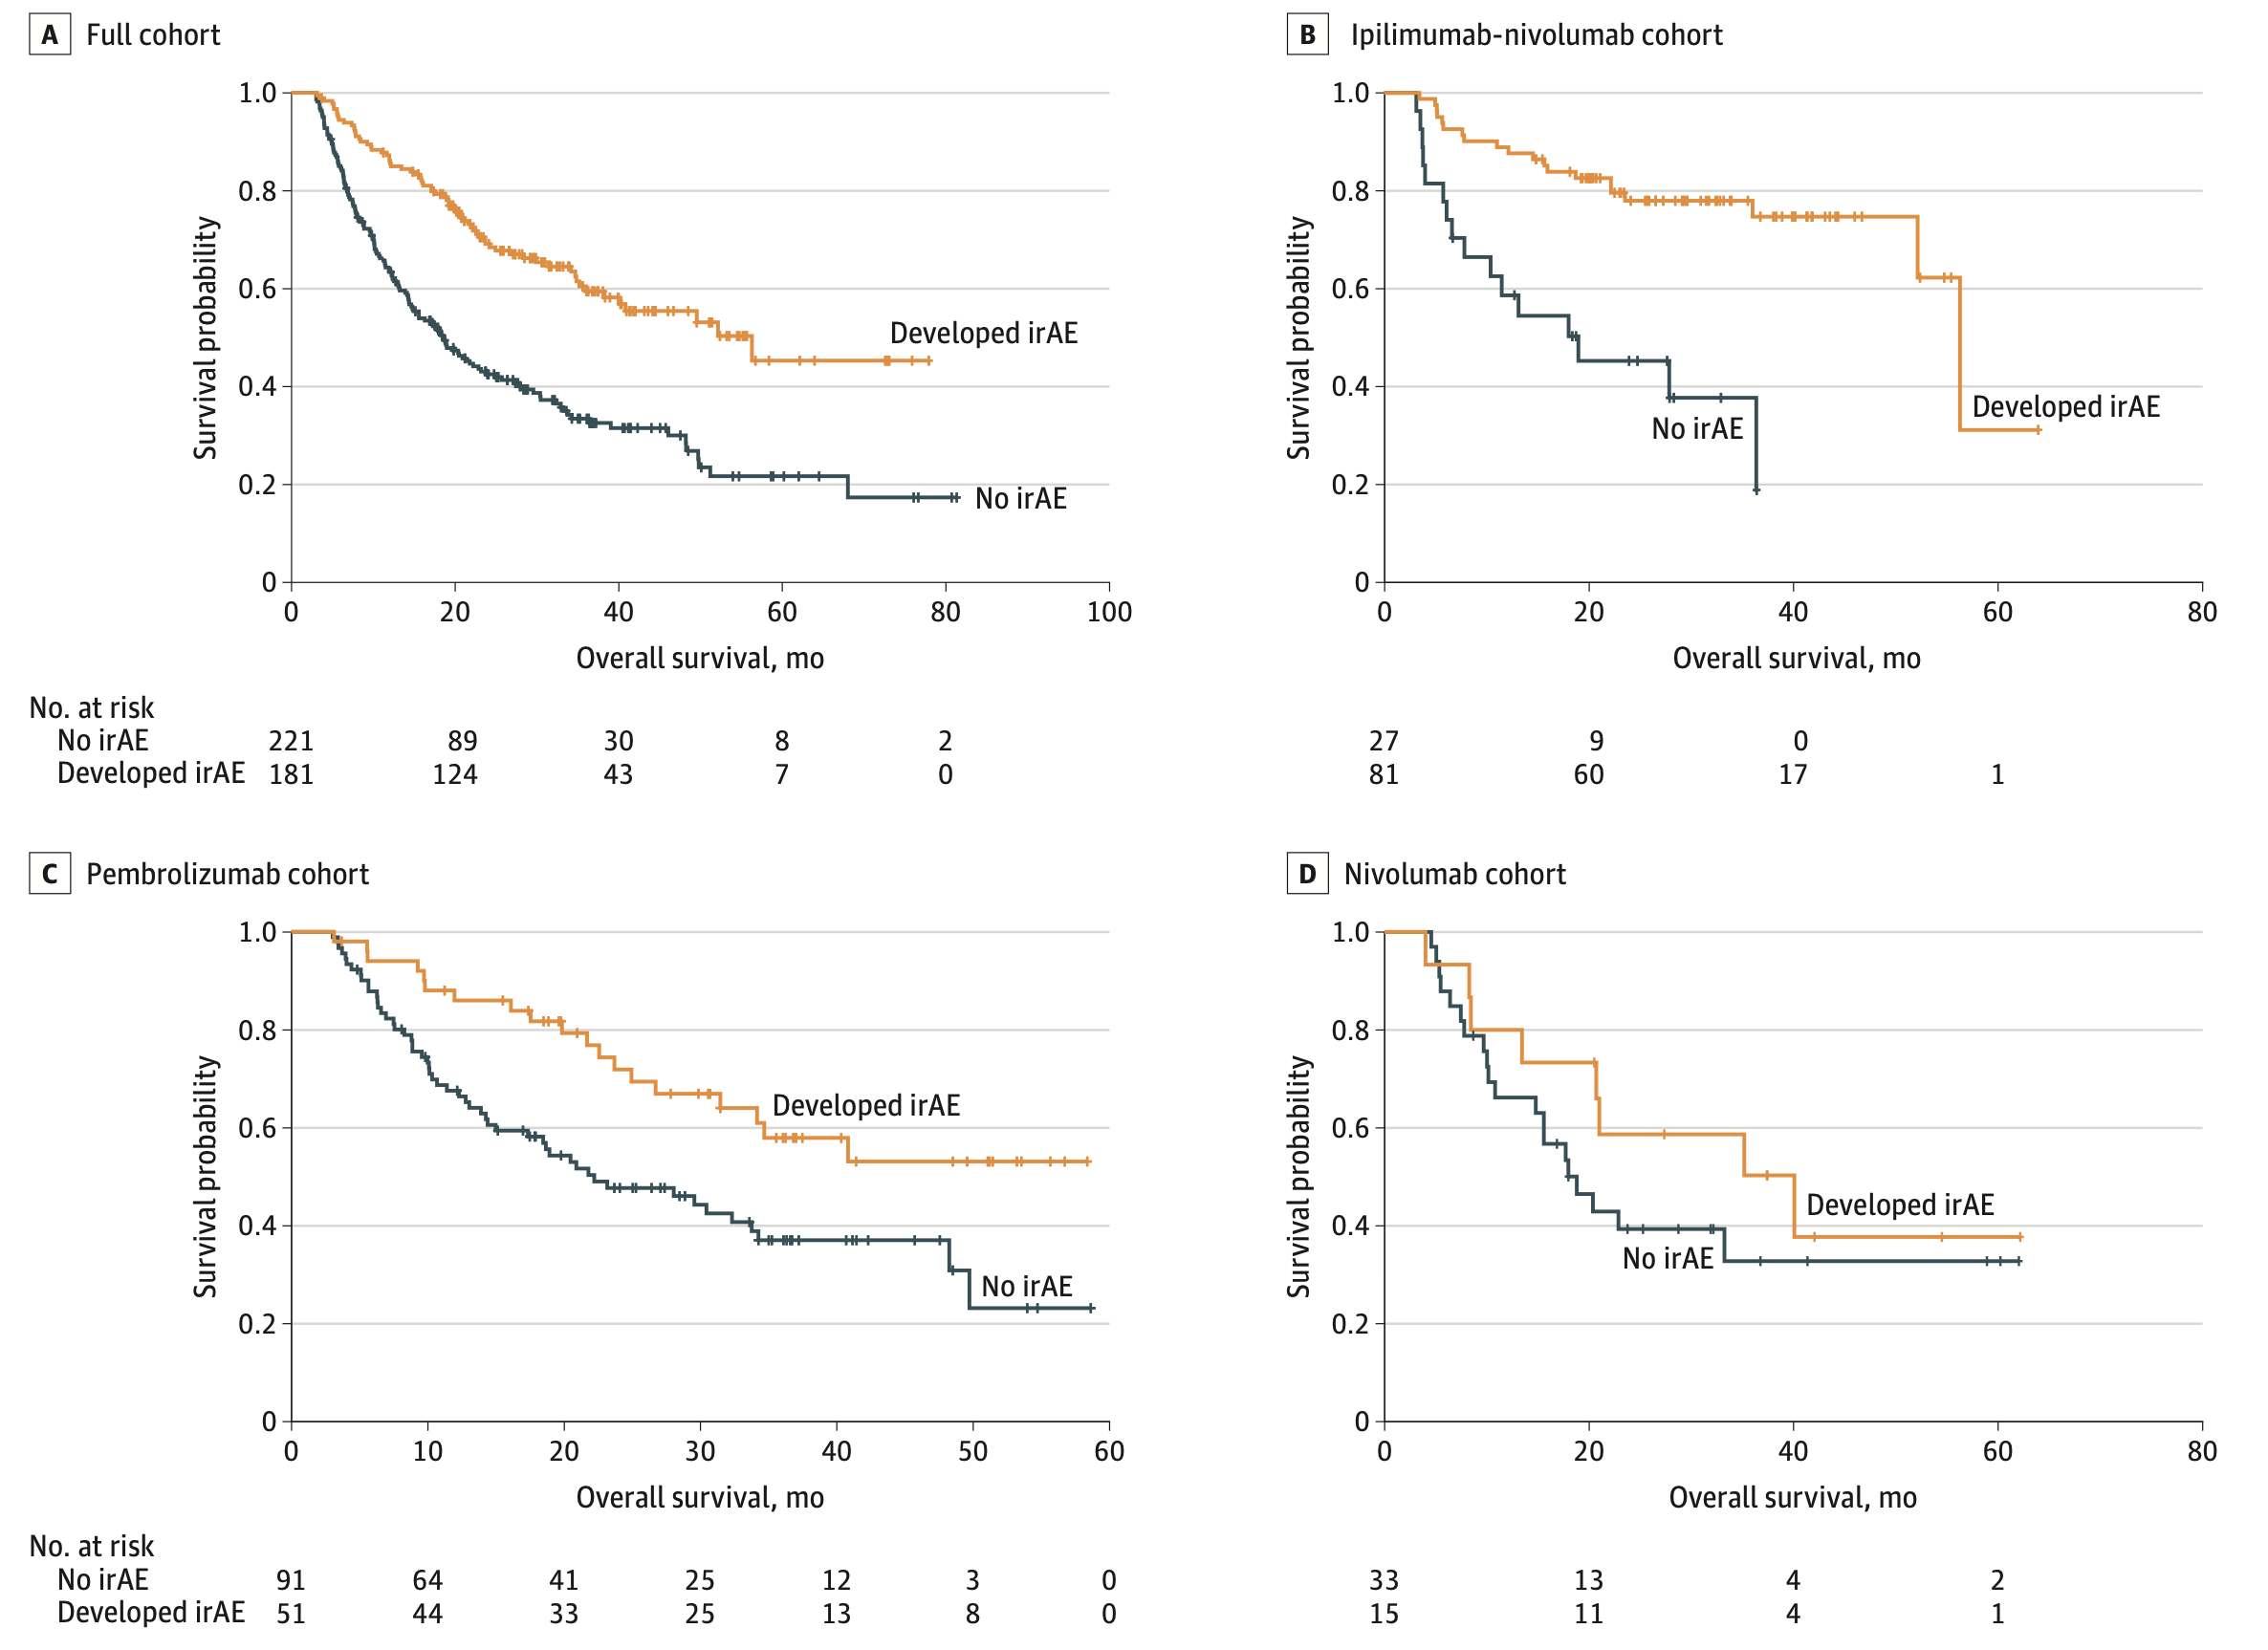 A Full cohort
1.0
0.8
0.6
0.4
0.2
0
Survival probability
Developed irAE
No irAE
0 20 40 60 80 100
Overall survival, mo
No. at risk
No irAE 221 89 30 8 2
Developed irAE 181 124 43 7 0
B Ipilimumab-nivolumab cohort
1.0
0.8
0.6
0.4
0.2
0
Survival probability
Developed irAE
No irAE
0 20 40 60 80
Overall survival, mo
27 9 0
81 60 17 1
C Pembrolizumab cohort
1.0
0.8
0.6
0.4
0.2
0
Survival probability
Developed irAE
No irAE
0 10 20 30 40 50 60
Overall survival, mo
No. at risk
No irAE 91 64 41 25 12 3 0
Developed irAE 51 44 33 25 13 8 0
D Nivolumab cohort
1.0
0.8
0.6
0.4
0.2
0
Survival probability
Developed irAE
No irAE
0 20 40 60 80
Overall survival, mo
33 13 4 2
15 11 4 1